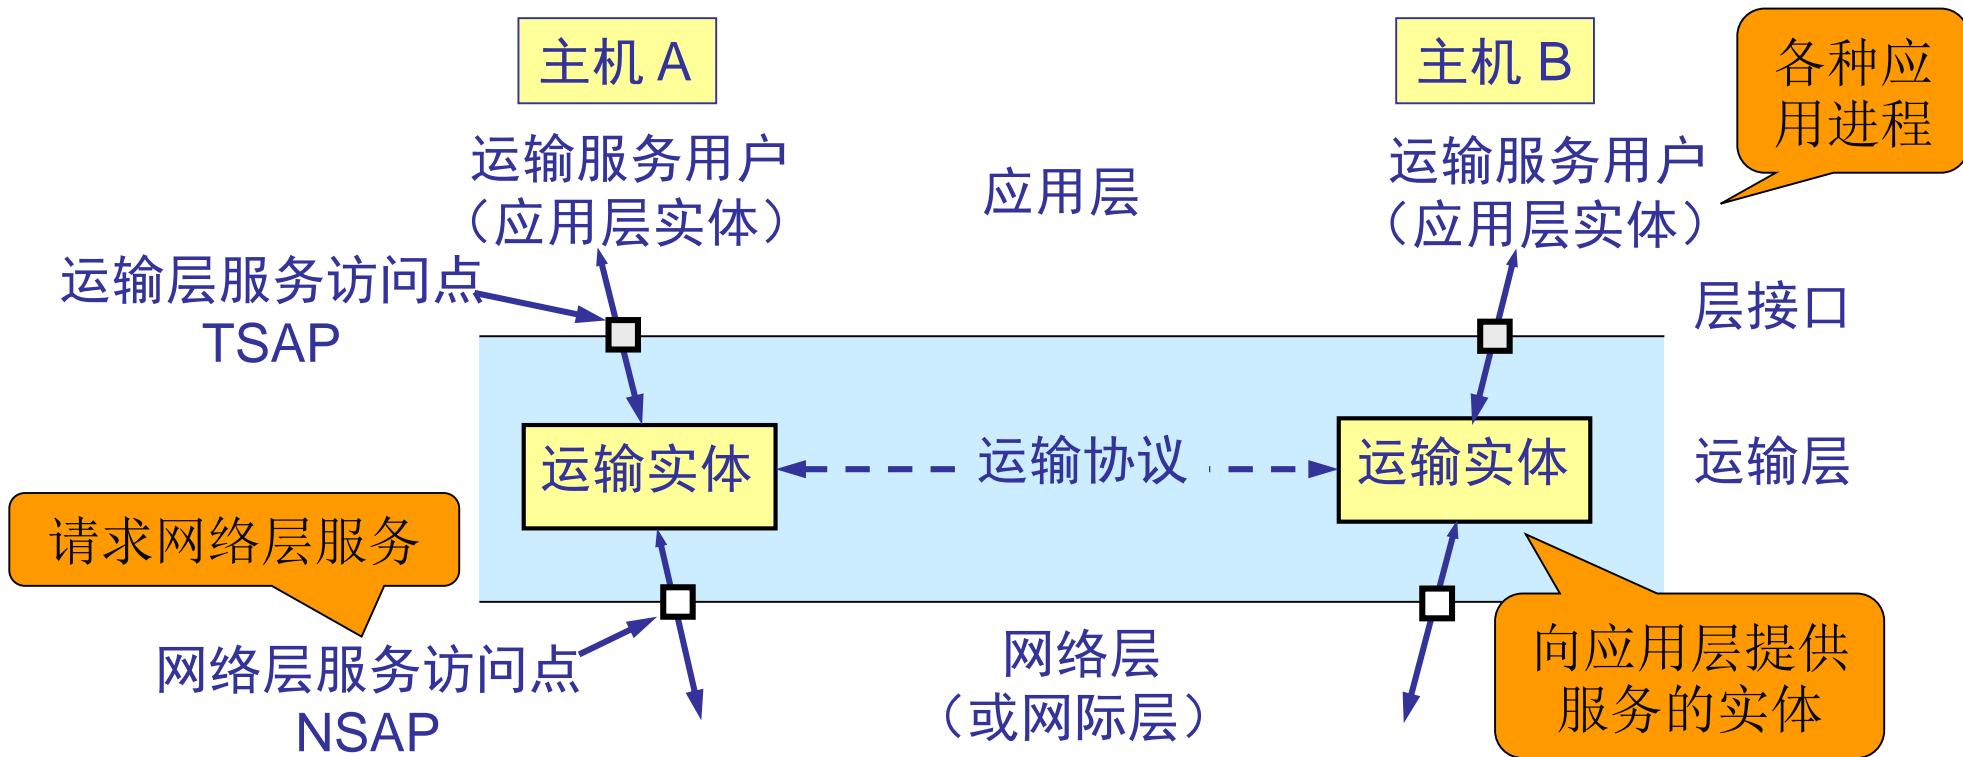 主机 A
主机 B
各种应
用进程
运输服务用户
（应用层实体）
应用层
运输服务用户
（应用层实体）
运输层服务访问点
TSAP
层接口
运输实体
运输协议
运输实体
运输层
请求网络层服务
网络层服务访问点
NSAP
网络层
（或网际层）
向应用层提供
服务的实体